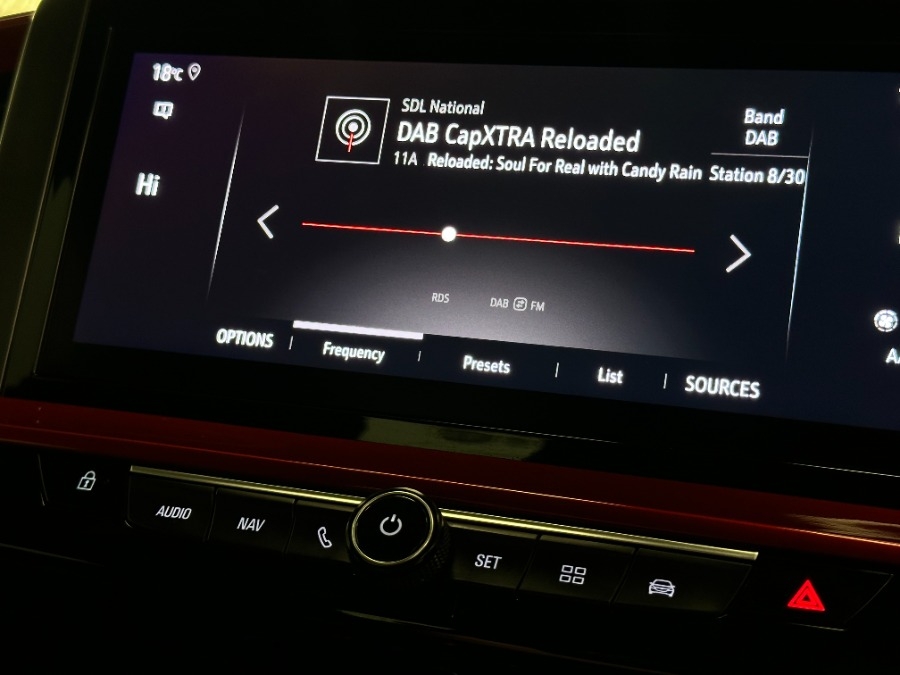 18°C
Hi
SDL National
DAB CapXTRA Reloaded
11A Reloaded: Soul For Real with Candy Rain Station 8/30
Band
DAB
RDS DAB FM
OPTIONS | Frequency | Presets | List | SOURCES
AUDIO NAV SET